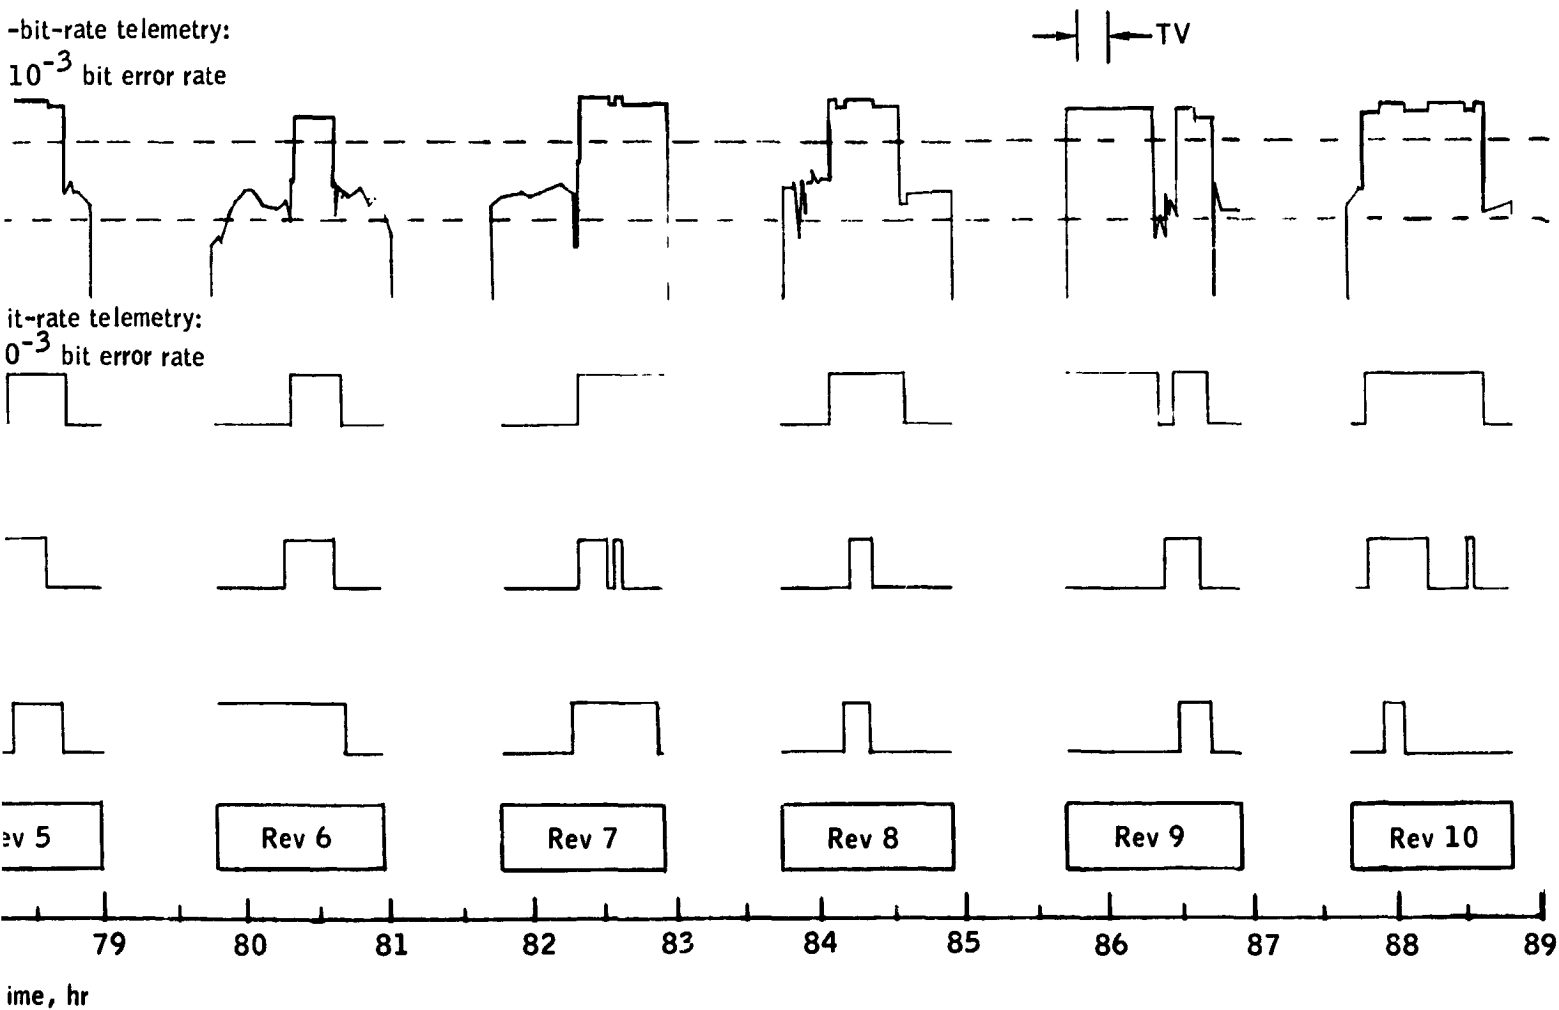 -bit-rate telemetry:
10⁻³ bit error rate
TV
it-rate telemetry:
0⁻³ bit error rate
ev 5 Rev 6 Rev 7 Rev 8 Rev 9 Rev 10
79 80 81 82 83 84 85 86 87 88 89
ime, hr